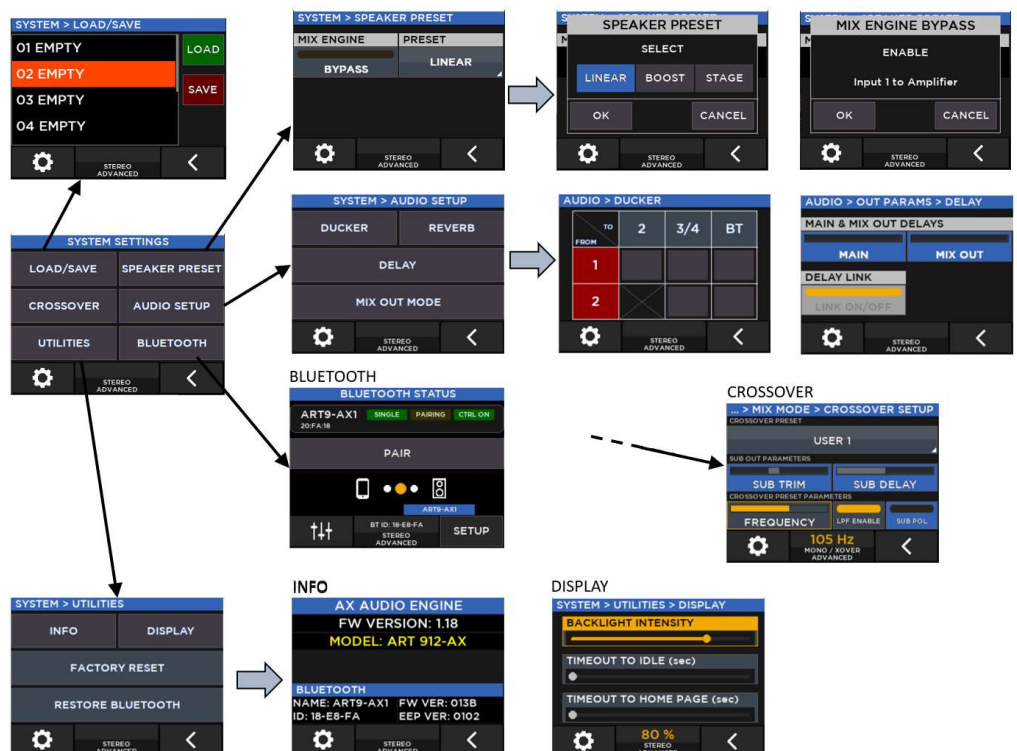 SYSTEM > LOAD/SAVE
01 EMPTY
LOAD
02 EMPTY
SAVE
03 EMPTY
04 EMPTY
STEREO
ADVANCED
SYSTEM > SPEAKER PRESET
MIX ENGINE PRESET
BYPASS LINEAR
STEREO
ADVANCED
SPEAKER PRESET
SELECT
LINEAR BOOST STAGE
OK CANCEL
STEREO
ADVANCED
MIX ENGINE BYPASS
ENABLE
Input 1 to Amplifier
OK CANCEL
STEREO
ADVANCED
SYSTEM SETTINGS
LOAD/SAVE SPEAKER PRESET
CROSSOVER AUDIO SETUP
UTILITIES BLUETOOTH
STEREO
ADVANCED
SYSTEM > AUDIO SETUP
DUCKER REVERB
DELAY
MIX OUT MODE
STEREO
ADVANCED
AUDIO > DUCKER
TO 2 3/4 BT
FROM
1
2
STEREO
ADVANCED
AUDIO > OUT PARAMS > DELAY
MAIN & MIX OUT DELAYS
MAIN MIX OUT
DELAY LINK
LINK ON/OFF
STEREO
ADVANCED
BLUETOOTH
BLUETOOTH STATUS
ART9-AX1 SINGLE PAIRING CTRL ON
20:FA:18
PAIR
ART9-AX1
BT ID: 18-E8-FA
STEREO
ADVANCED
SETUP
CROSSOVER
... > MIX MODE > CROSSOVER SETUP
CROSSOVER PRESET
USER 1
SUB OUT PARAMETERS
SUB TRIM SUB DELAY
CROSSOVER PRESET PARAMETERS
FREQUENCY LPF ENABLE SUB POL
105 Hz
MONO / XOVER
ADVANCED
SYSTEM > UTILITIES
INFO DISPLAY
FACTORY RESET
RESTORE BLUETOOTH
STEREO
ADVANCED
INFO
AX AUDIO ENGINE
FW VERSION: 1.18
MODEL: ART 912-AX
BLUETOOTH
NAME: ART9-AX1 FW VER: 013B
ID: 18-E8-FA EEP VER: 0102
STEREO
ADVANCED
DISPLAY
SYSTEM > UTILITIES > DISPLAY
BACKLIGHT INTENSITY
TIMEOUT TO IDLE (sec)
TIMEOUT TO HOME PAGE (sec)
80 %
STEREO
ADVANCED